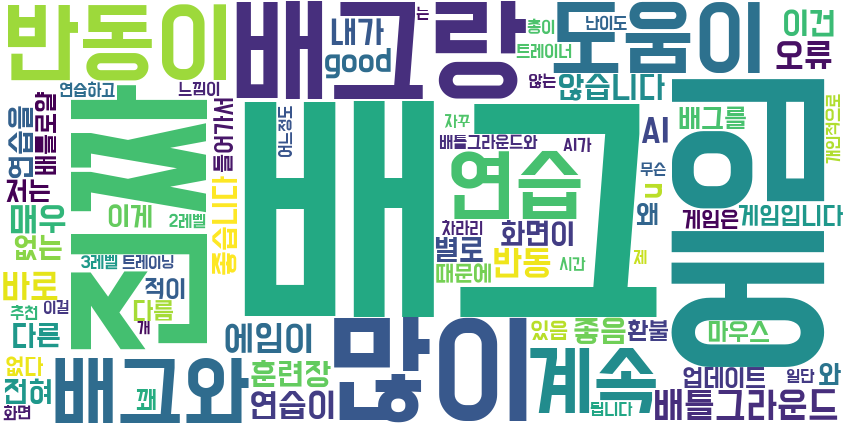 반동이
배그랑
내가
good
는
총이
난이도
트레이너
도움이
이건
오류
연습하고
느낌이
않는
않습니다
연습을
배틀로얄
진짜
들어가서
어느정도
배그
자꾸
배틀그라운드와
AI가
AI
배그를
개인적으로
연습
무슨
u
저는
매우
없는
이게
2레벨
좋습니다
차라리
별로
화면이
왜
게임은
게임입니다
3레벨
트레이닝
때문에
반동
시간
제
바로
적이
추천
이걸
다름
개
다른
에임이
많이
있음
좋음
환불
마우스
에임
없다
전혀
화면
배그와
꽤
훈련장
연습이
계속
됩니다
업데이트
일단
와
배틀그라운드